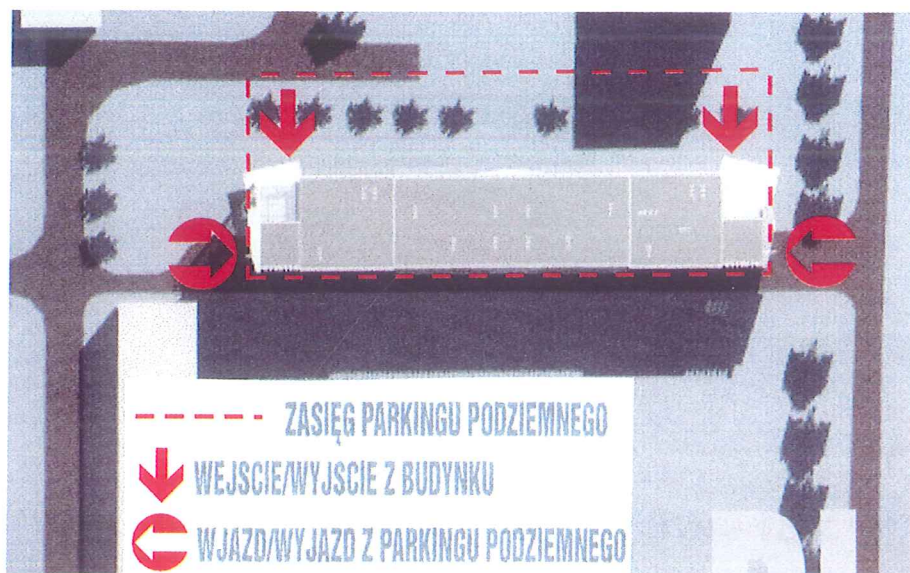 ZASIĘG PARKINGU PODZIEMNEGO
WEJSCIE/WYJSCIE Z BUDYNKU
WJAZD/WYJAZD Z PARKINGU PODZIEMNEGO